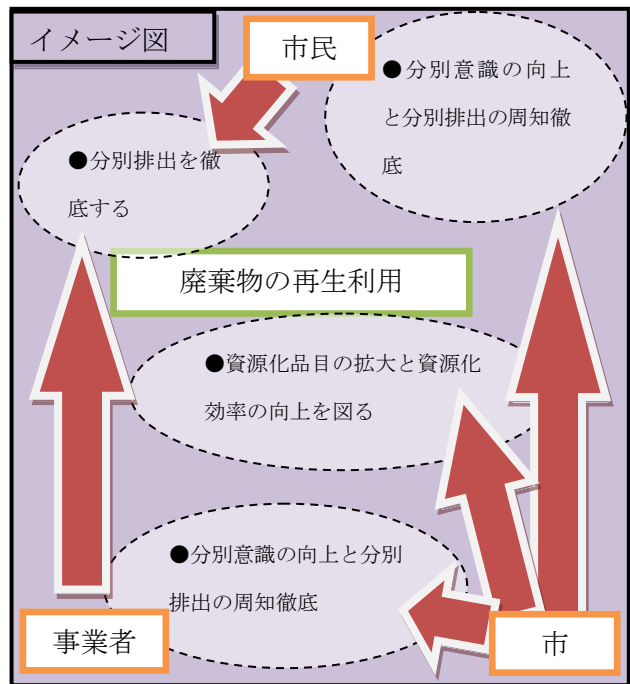 イメージ図
市民
●分別意識の向上
と分別排出の周知徹
底
●分別排出を徹
底する
廃棄物の再生利用
●資源化品目の拡大と資源化
効率の向上を図る
●分別意識の向上と分別
排出の周知徹底
事業者
市